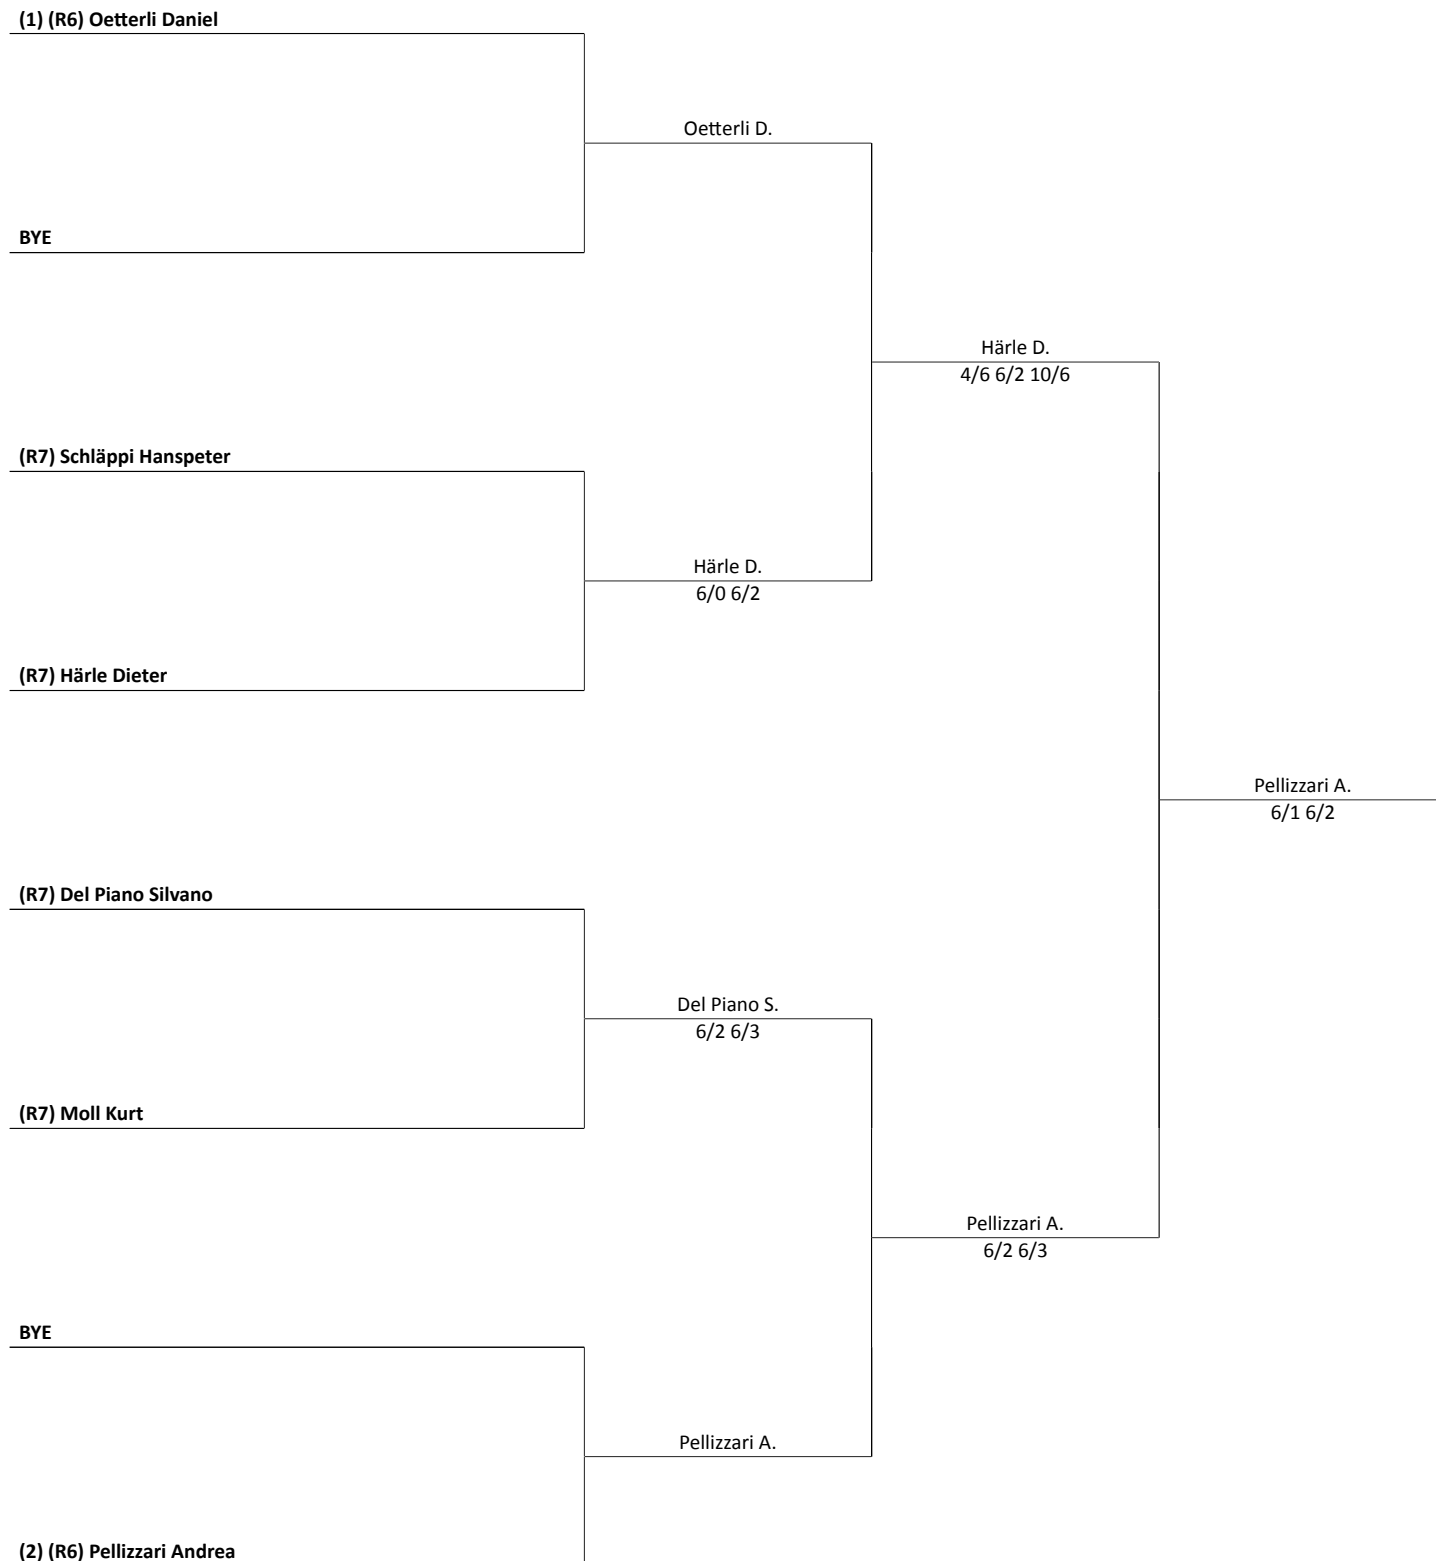 (1) (R6) Oetterli Daniel
Oetterli D.
BYE
Härle D.
4/6 6/2 10/6
(R7) Schläppi Hanspeter
Härle D.
6/0 6/2
(R7) Härle Dieter
Pellizzari A.
6/1 6/2
(R7) Del Piano Silvano
Del Piano S.
6/2 6/3
(R7) Moll Kurt
Pellizzari A.
6/2 6/3
BYE
Pellizzari A.
(2) (R6) Pellizzari Andrea